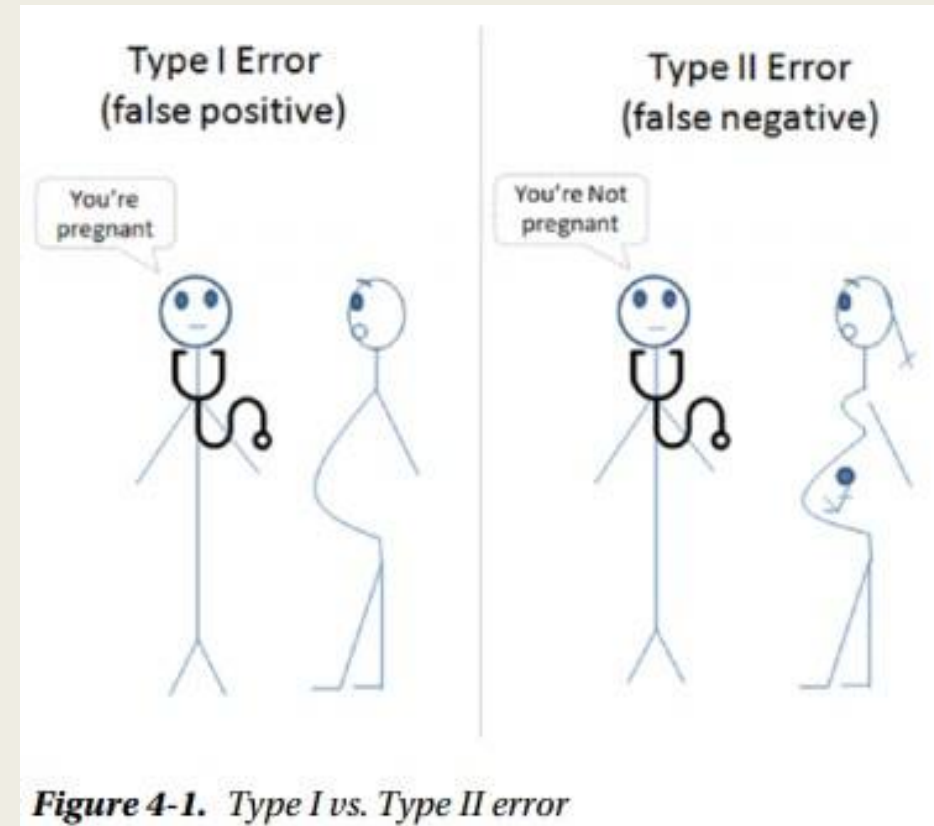 Type I Error
(false positive)
You're
pregnant
Type II Error
(false negative)
You're Not
pregnant
Figure 4-1. Type I vs. Type II error